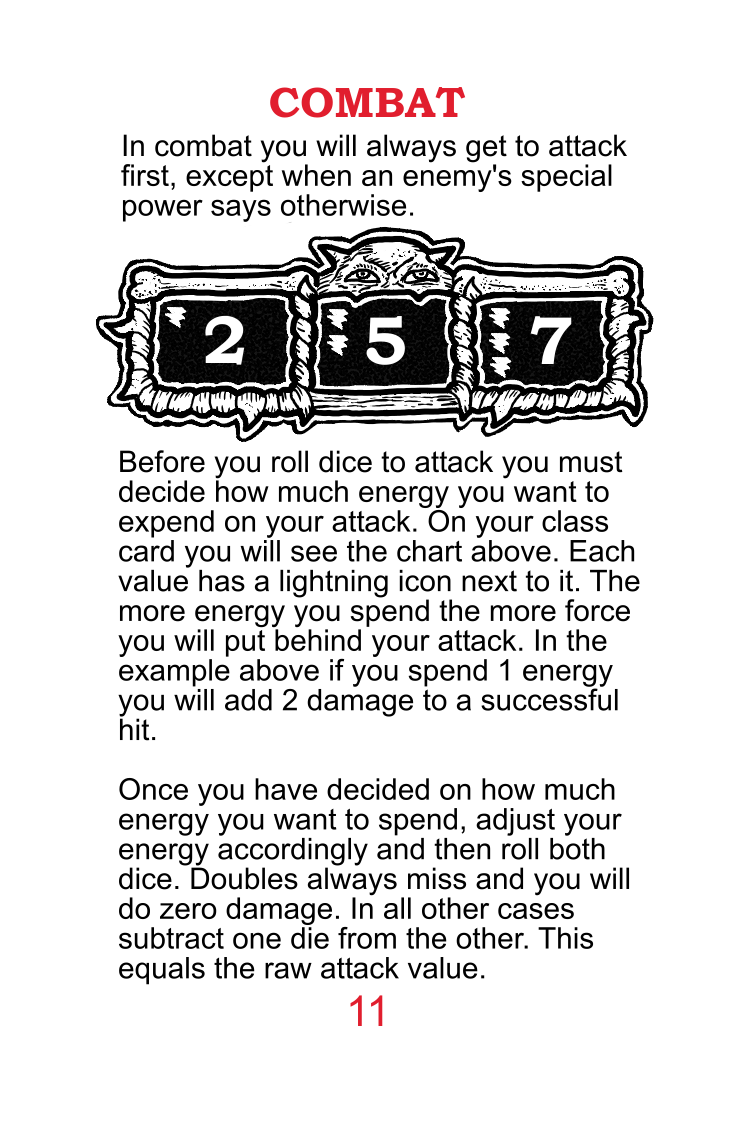 COMBAT
In combat you will always get to attack
first, except when an enemy's special
power says otherwise.
2 5 7
Before you roll dice to attack you must
decide how much energy you want to
expend on your attack. On your class
card you will see the chart above. Each
value has a lightning icon next to it. The
more energy you spend the more force
you will put behind your attack. In the
example above if you spend 1 energy
you will add 2 damage to a successful
hit.
Once you have decided on how much
energy you want to spend, adjust your
energy accordingly and then roll both
dice. Doubles always miss and you will
do zero damage. In all other cases
subtract one die from the other. This
equals the raw attack value.
11